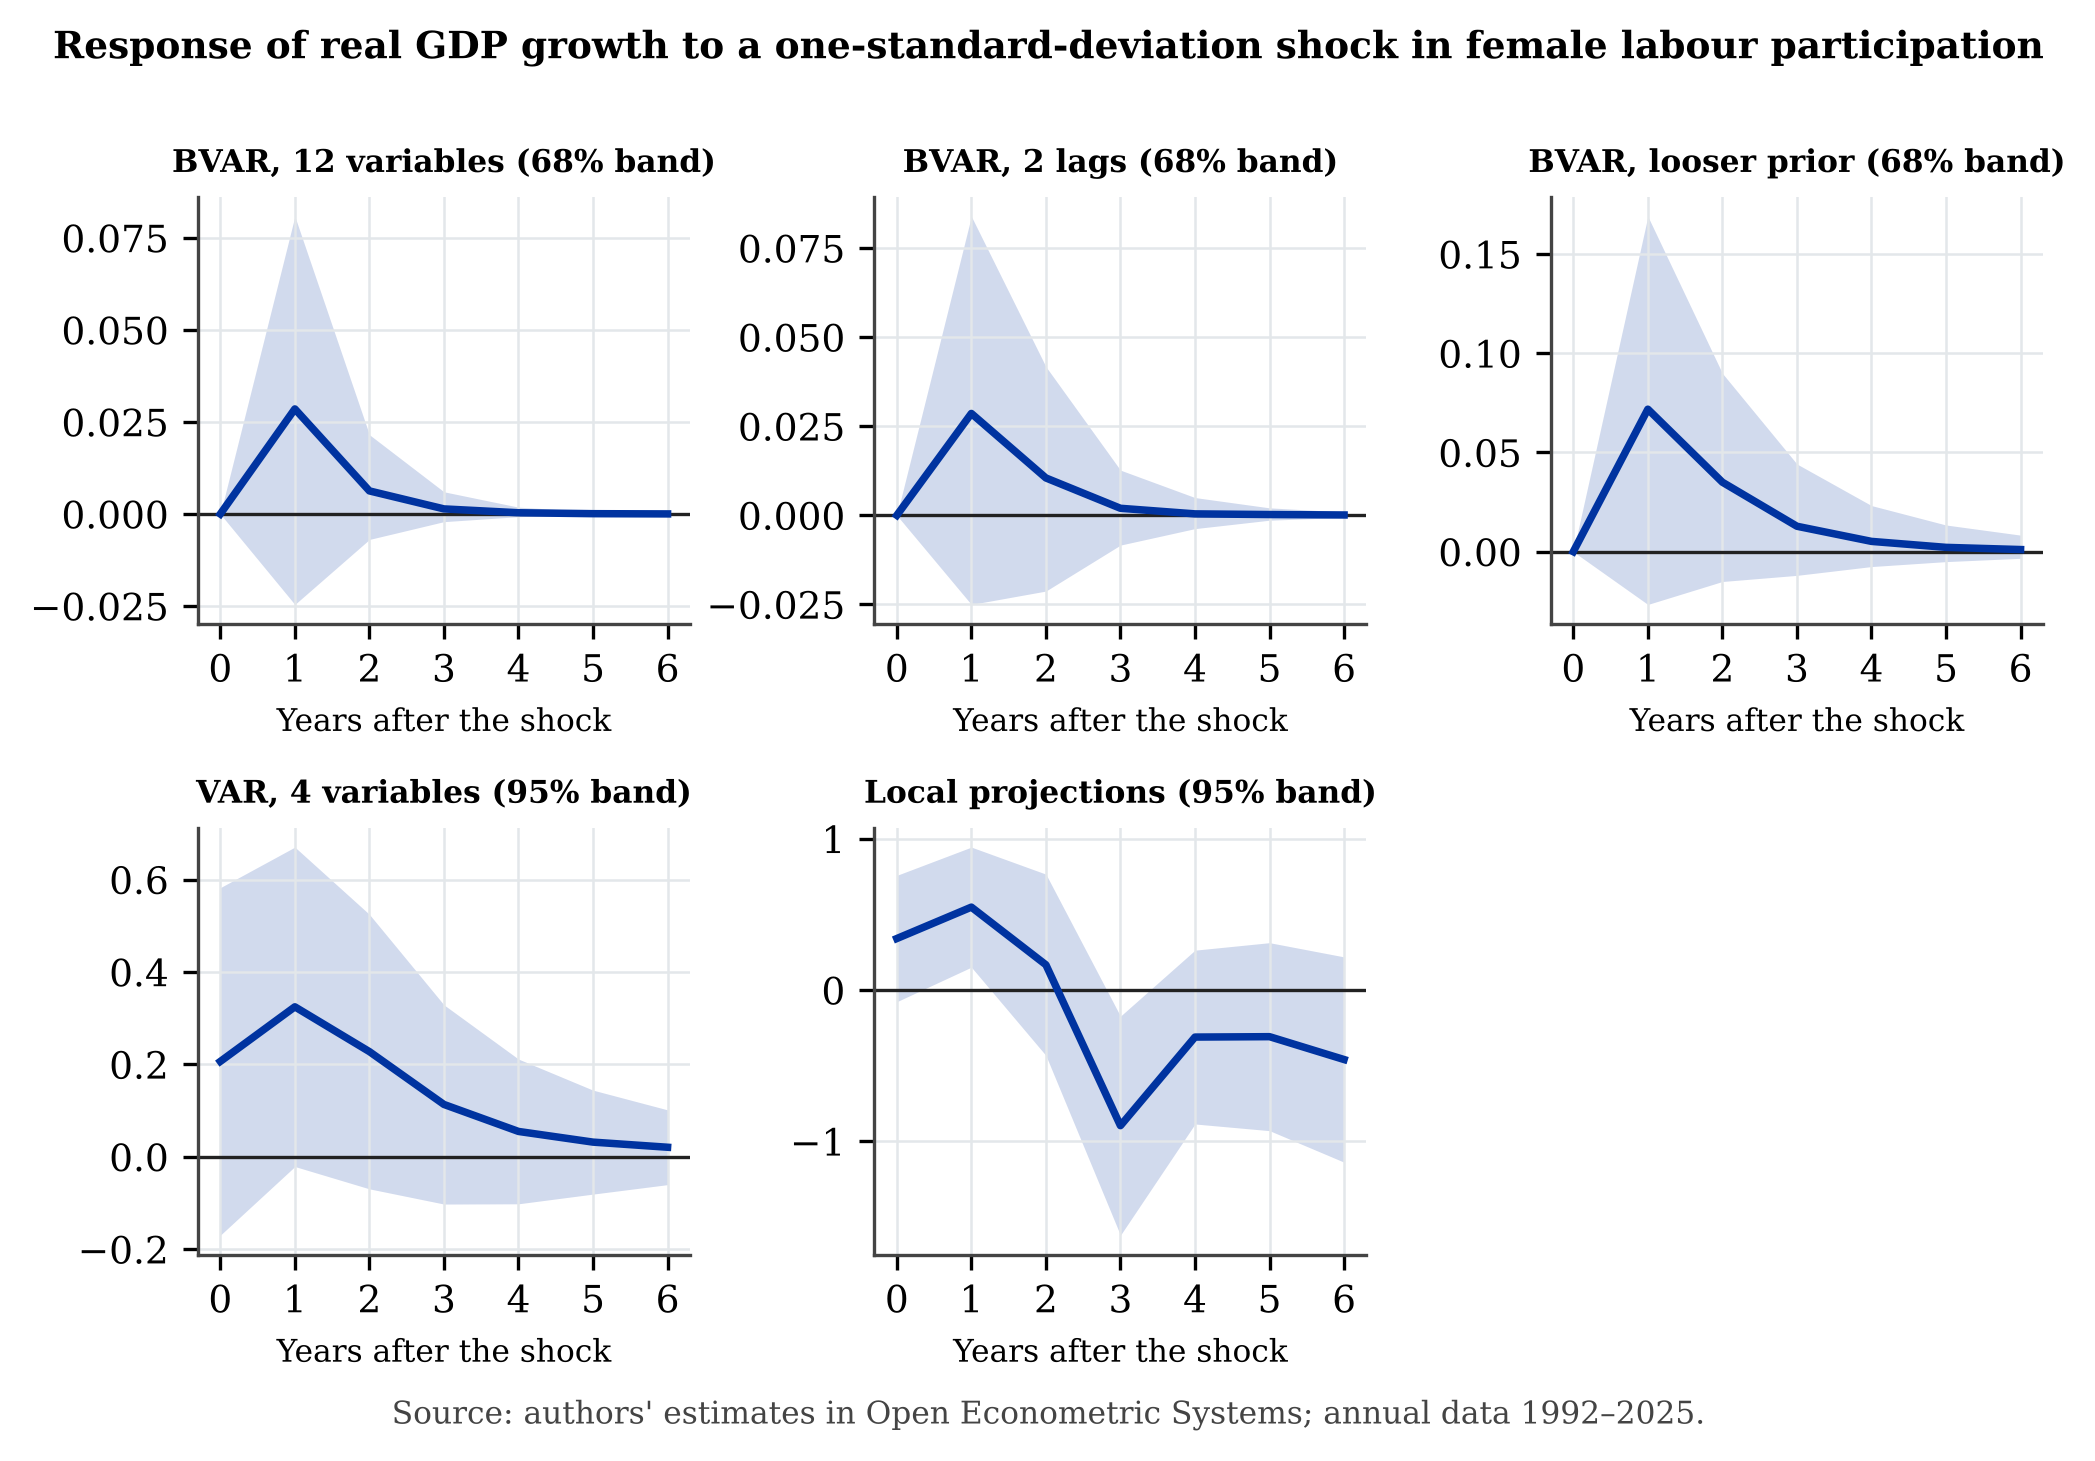 Response of real GDP growth to a one-standard-deviation shock in female labour participation
BVAR, 12 variables (68% band)
0.075
0.050
0.025
0.000
−0.025
0 1 2 3 4 5 6
Years after the shock
BVAR, 2 lags (68% band)
0.075
0.050
0.025
0.000
−0.025
0 1 2 3 4 5 6
Years after the shock
BVAR, looser prior (68% band)
0.15
0.10
0.05
0.00
0 1 2 3 4 5 6
Years after the shock
VAR, 4 variables (95% band)
0.6
0.4
0.2
0.0
−0.2
0 1 2 3 4 5 6
Years after the shock
Local projections (95% band)
1
0
−1
0 1 2 3 4 5 6
Years after the shock
Source: authors' estimates in Open Econometric Systems; annual data 1992–2025.